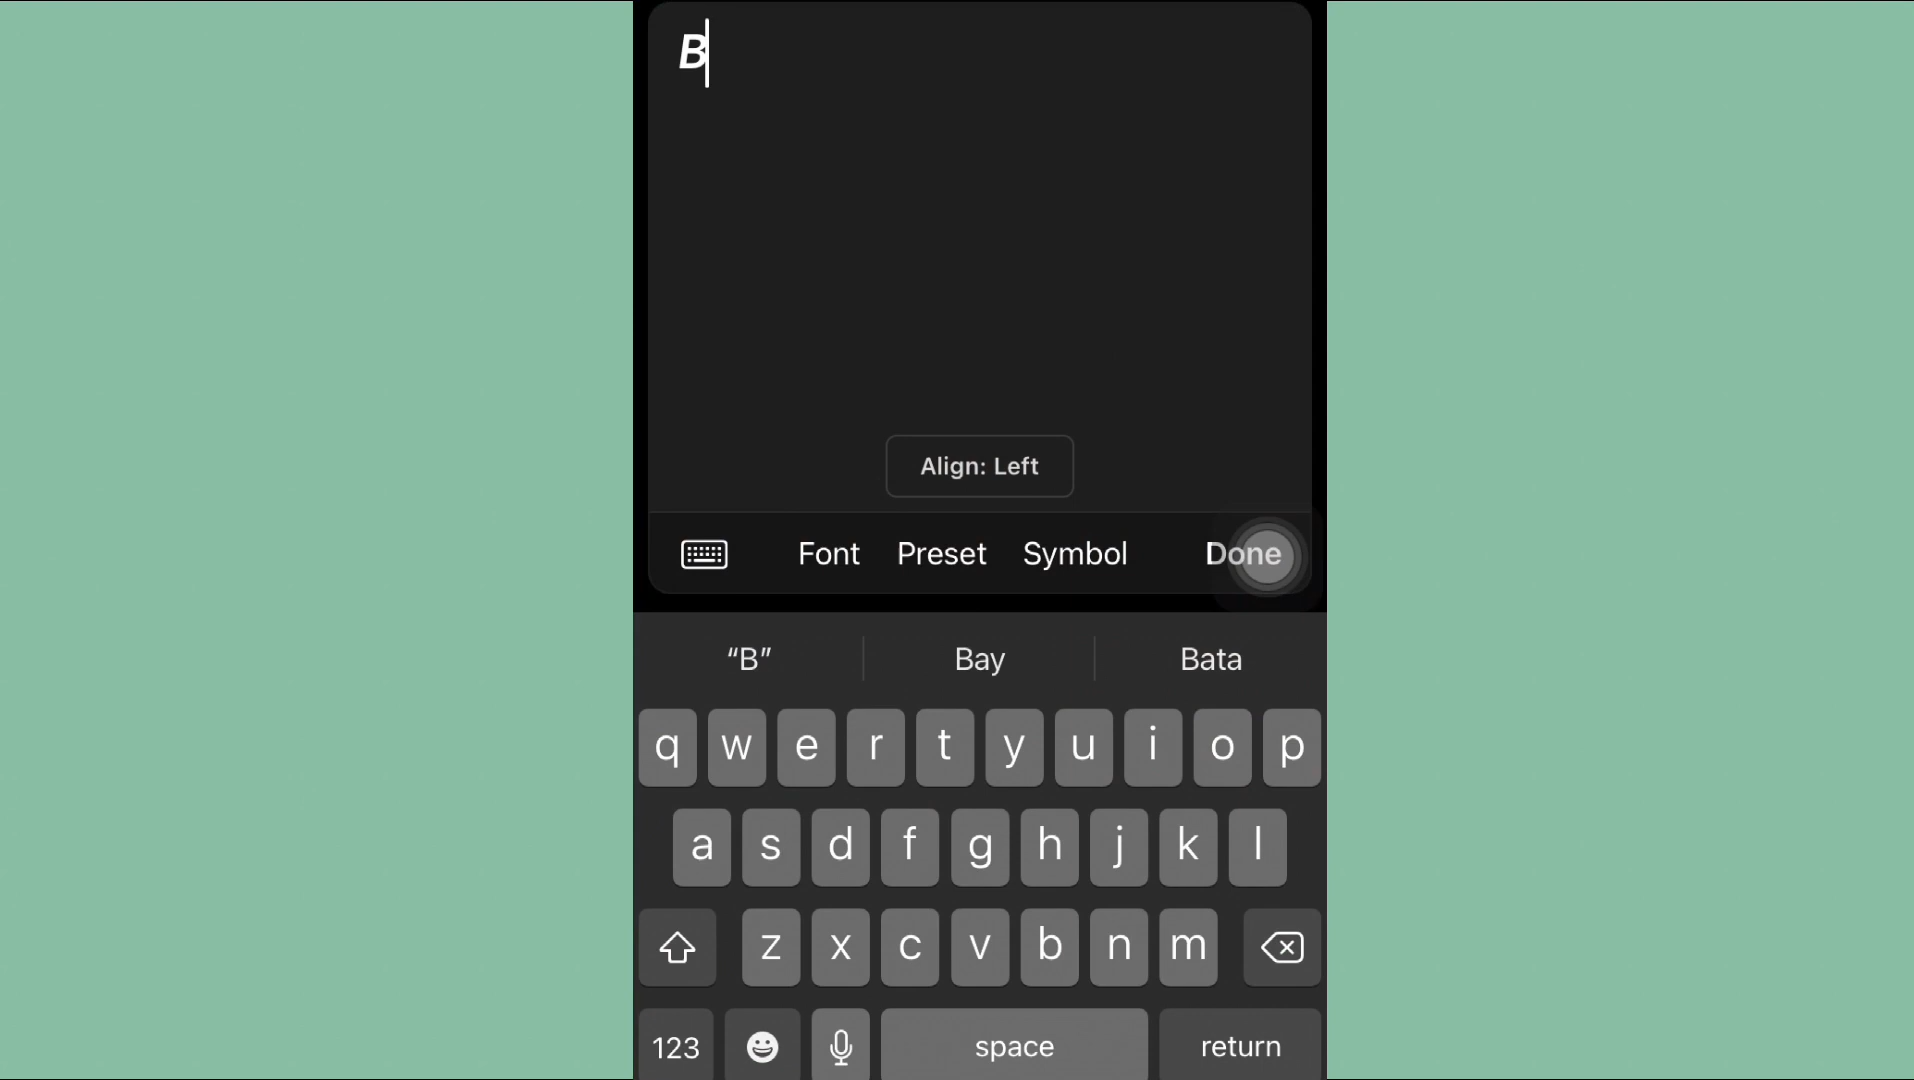 B
Align: Left
Font Preset Symbol Done
“B” Bay Bata
q w e r t y u i o p
a s d f g h j k l
z x c v b n m
123 space return